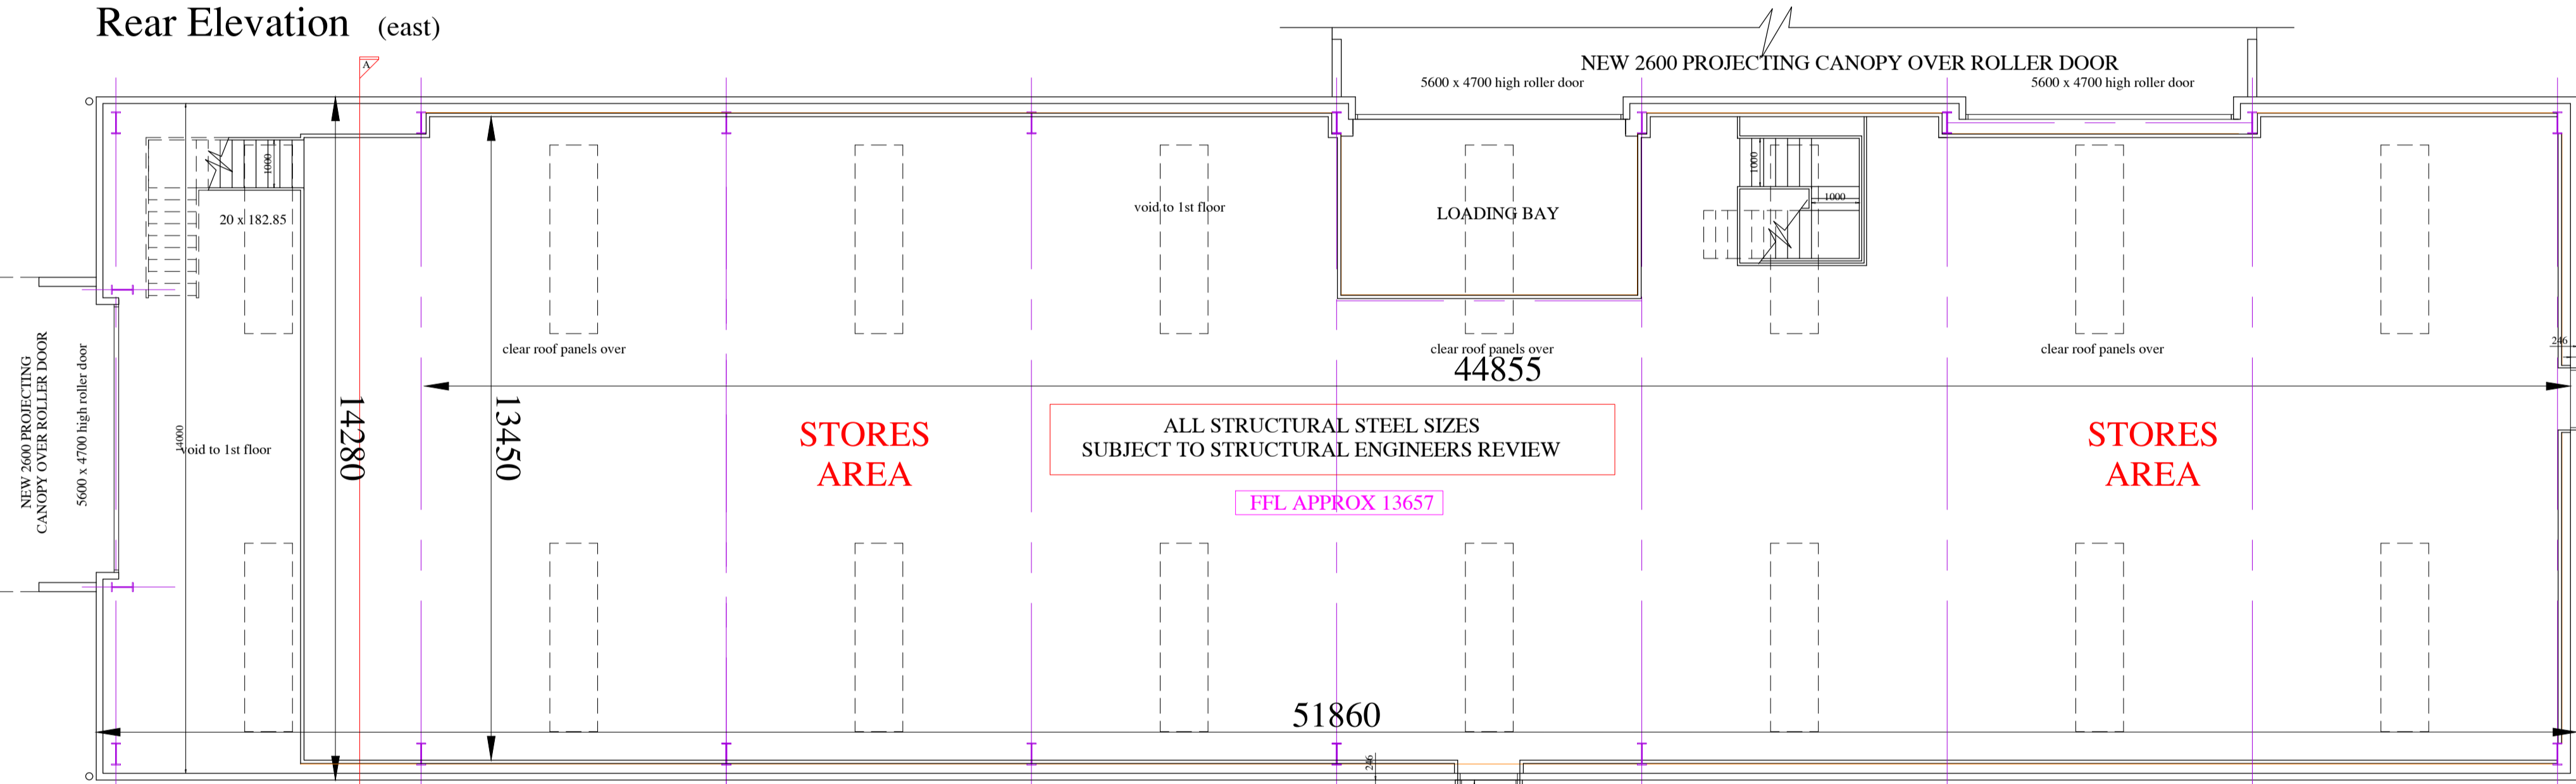 Rear Elevation (east)
A
NEW 2600 PROJECTING CANOPY OVER ROLLER DOOR
5600 x 4700 high roller door
5600 x 4700 high roller door
1000
20 x 182.85
void to 1st floor
LOADING BAY
1000
1000
NEW 2600 PROJECTING
CANOPY OVER ROLLER DOOR
5600 x 4700 high roller door
clear roof panels over
clear roof panels over
clear roof panels over
246
44855
14000
void to 1st floor
14280
13450
STORES
AREA
ALL STRUCTURAL STEEL SIZES
SUBJECT TO STRUCTURAL ENGINEERS REVIEW
FFL APPROX 13657
STORES
AREA
51860
246